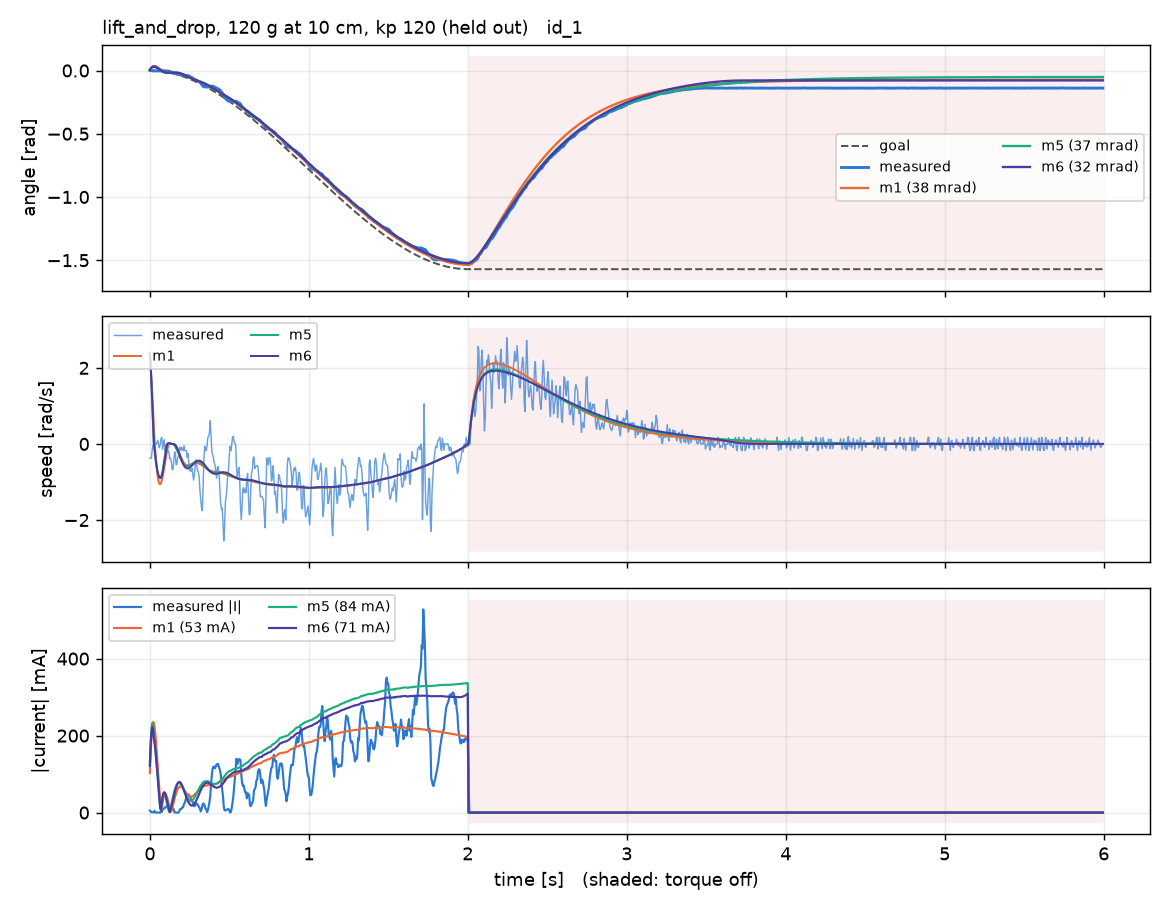 lift_and_drop, 120 g at 10 cm, kp 120 (held out)   id_1
0.0
−0.5
−1.0
−1.5
angle [rad]
goal
measured
m1 (38 mrad)
m5 (37 mrad)
m6 (32 mrad)
2
0
−2
speed [rad/s]
measured
m1
m5
m6
400
200
0
|current| [mA]
measured |I|
m1 (53 mA)
m5 (84 mA)
m6 (71 mA)
0 1 2 3 4 5 6
time [s]   (shaded: torque off)